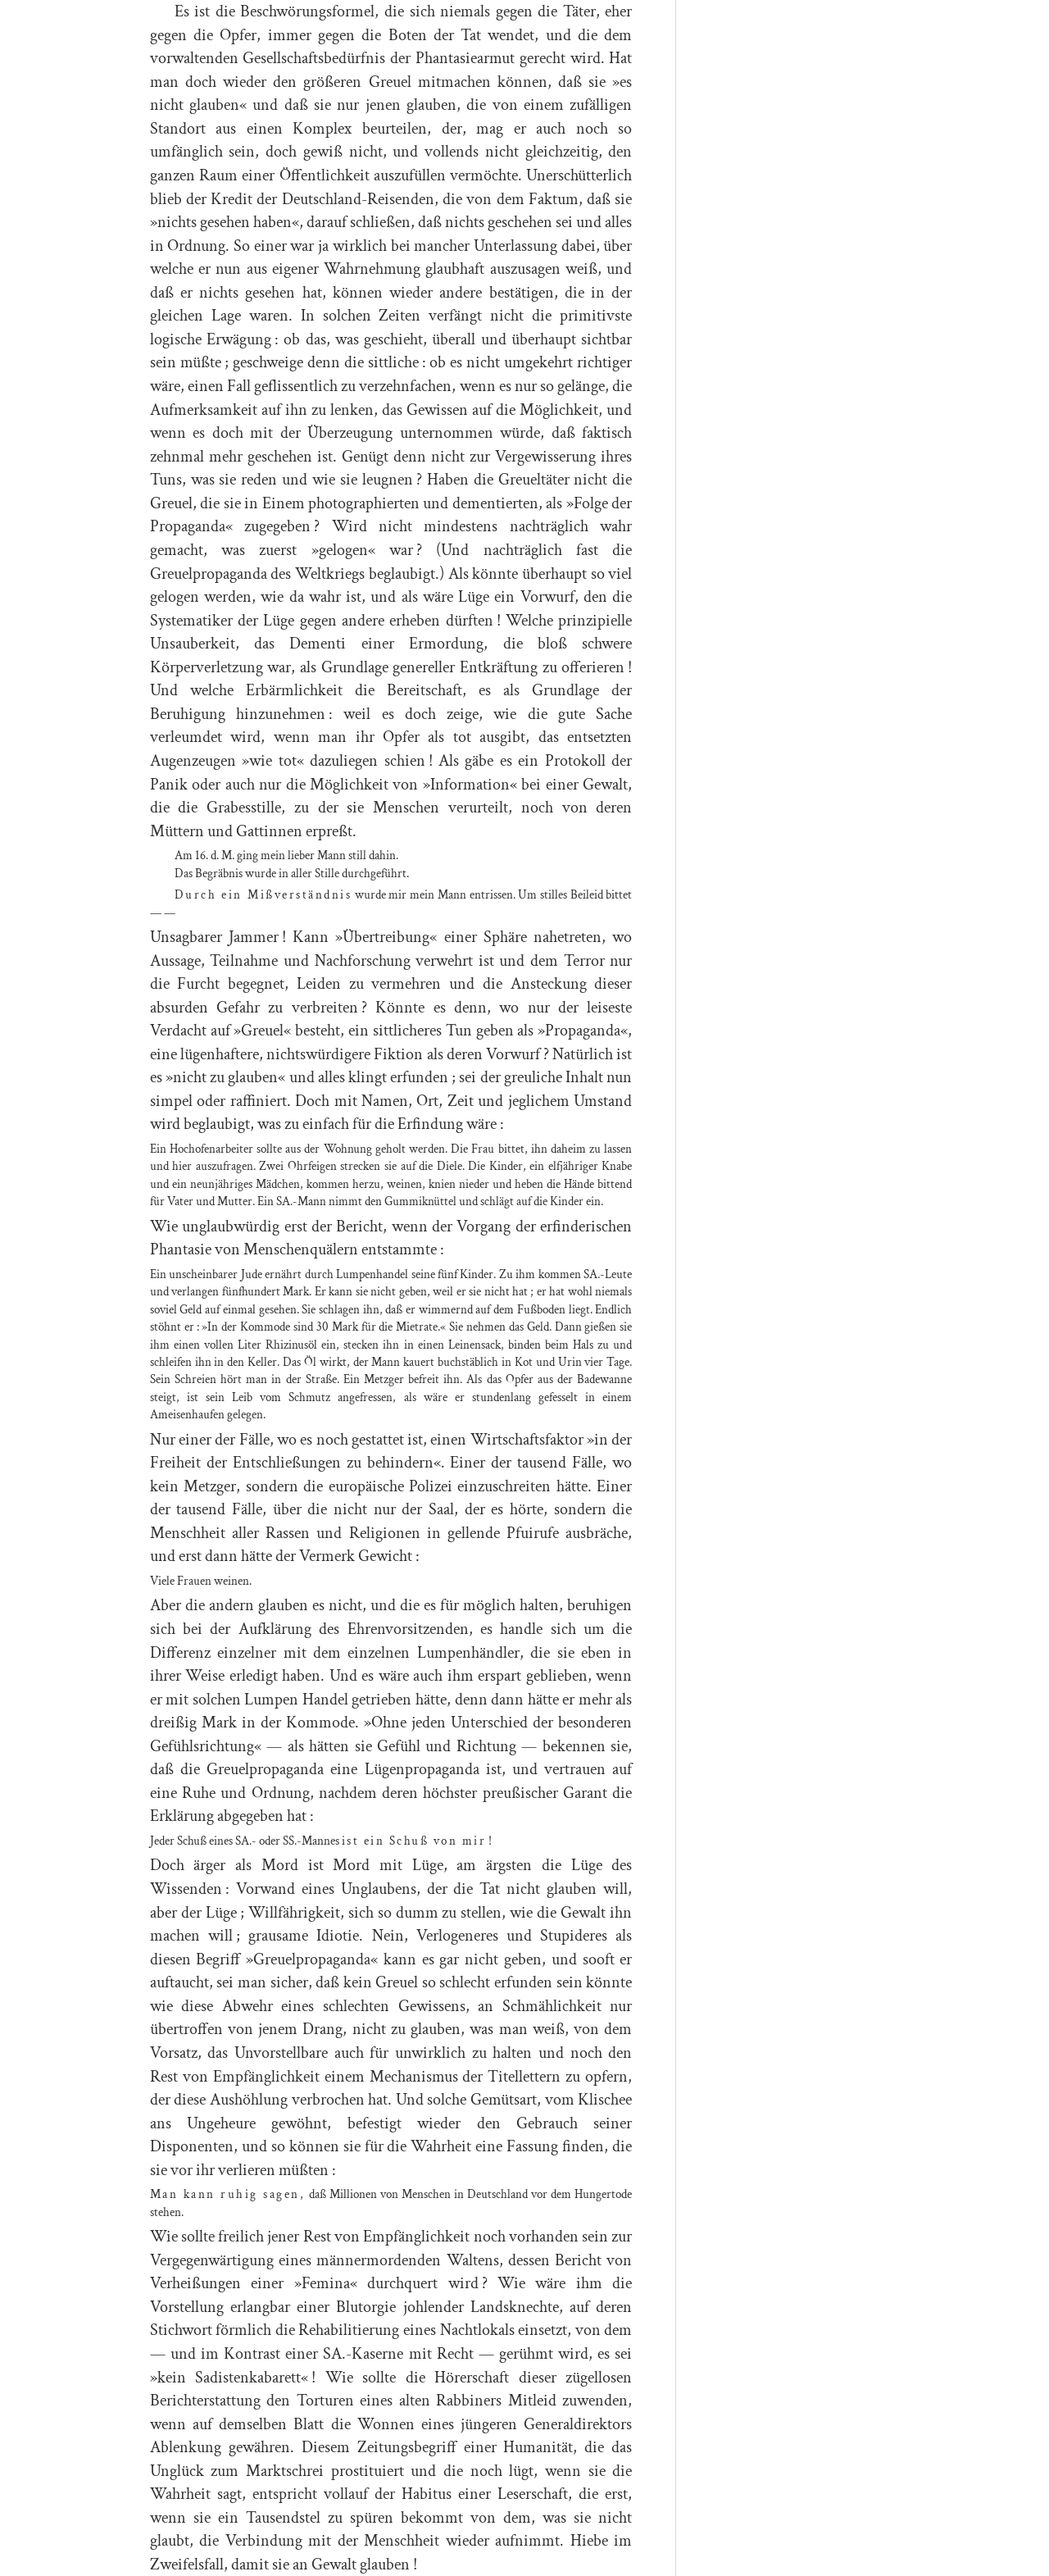 Es ist die Beschwörungsformel, die sich niemals gegen die Täter, eher
gegen die Opfer, immer gegen die Boten der Tat wendet, und die dem
vorwaltenden Gesellschaftsbedürfnis der Phantasiearmut gerecht wird. Hat
man doch wieder den größeren Greuel mitmachen können, daß sie »es
nicht glauben« und daß sie nur jenen glauben, die von einem zufälligen
Standort aus einen Komplex beurteilen, der, mag er auch noch so
umfänglich sein, doch gewiß nicht, und vollends nicht gleichzeitig, den
ganzen Raum einer Öffentlichkeit auszufüllen vermöchte. Unerschütterlich
blieb der Kredit der Deutschland-Reisenden, die von dem Faktum, daß sie
»nichts gesehen haben«, darauf schließen, daß nichts geschehen sei und alles
in Ordnung. So einer war ja wirklich bei mancher Unterlassung dabei, über
welche er nun aus eigener Wahrnehmung glaubhaft auszusagen weiß, und
daß er nichts gesehen hat, können wieder andere bestätigen, die in der
gleichen Lage waren. In solchen Zeiten verfängt nicht die primitivste
logische Erwägung : ob das, was geschieht, überall und überhaupt sichtbar
sein müßte ; geschweige denn die sittliche : ob es nicht umgekehrt richtiger
wäre, einen Fall geflissentlich zu verzehnfachen, wenn es nur so gelänge, die
Aufmerksamkeit auf ihn zu lenken, das Gewissen auf die Möglichkeit, und
wenn es doch mit der Überzeugung unternommen würde, daß faktisch
zehnmal mehr geschehen ist. Genügt denn nicht zur Vergewisserung ihres
Tuns, was sie reden und wie sie leugnen ? Haben die Greueltäter nicht die
Greuel, die sie in Einem photographierten und dementierten, als »Folge der
Propaganda« zugegeben ? Wird nicht mindestens nachträglich wahr
gemacht, was zuerst »gelogen« war ? (Und nachträglich fast die
Greuelpropaganda des Weltkriegs beglaubigt.) Als könnte überhaupt so viel
gelogen werden, wie da wahr ist, und als wäre Lüge ein Vorwurf, den die
Systematiker der Lüge gegen andere erheben dürften ! Welche prinzipielle
Unsauberkeit, das Dementi einer Ermordung, die bloß schwere
Körperverletzung war, als Grundlage genereller Entkräftung zu offerieren !
Und welche Erbärmlichkeit die Bereitschaft, es als Grundlage der
Beruhigung hinzunehmen : weil es doch zeige, wie die gute Sache
verleumdet wird, wenn man ihr Opfer als tot ausgibt, das entsetzten
Augenzeugen »wie tot« dazuliegen schien ! Als gäbe es ein Protokoll der
Panik oder auch nur die Möglichkeit von »Information« bei einer Gewalt,
die die Grabesstille, zu der sie Menschen verurteilt, noch von deren
Müttern und Gattinnen erpreßt.
Am 16. d. M. ging mein lieber Mann still dahin.
Das Begräbnis wurde in aller Stille durchgeführt.
Durch ein Mißverständnis wurde mir mein Mann entrissen. Um stilles Beileid bittet
— —
Unsagbarer Jammer ! Kann »Übertreibung« einer Sphäre nahetreten, wo
Aussage, Teilnahme und Nachforschung verwehrt ist und dem Terror nur
die Furcht begegnet, Leiden zu vermehren und die Ansteckung dieser
absurden Gefahr zu verbreiten ? Könnte es denn, wo nur der leiseste
Verdacht auf »Greuel« besteht, ein sittlicheres Tun geben als »Propaganda«,
eine lügenhaftere, nichtswürdigere Fiktion als deren Vorwurf ? Natürlich ist
es »nicht zu glauben« und alles klingt erfunden ; sei der greuliche Inhalt nun
simpel oder raffiniert. Doch mit Namen, Ort, Zeit und jeglichem Umstand
wird beglaubigt, was zu einfach für die Erfindung wäre :
Ein Hochofenarbeiter sollte aus der Wohnung geholt werden. Die Frau bittet, ihn daheim zu lassen
und hier auszufragen. Zwei Ohrfeigen strecken sie auf die Diele. Die Kinder, ein elfjähriger Knabe
und ein neunjähriges Mädchen, kommen herzu, weinen, knien nieder und heben die Hände bittend
für Vater und Mutter. Ein SA.-Mann nimmt den Gummiknüttel und schlägt auf die Kinder ein.
Wie unglaubwürdig erst der Bericht, wenn der Vorgang der erfinderischen
Phantasie von Menschenquälern entstammte :
Ein unscheinbarer Jude ernährt durch Lumpenhandel seine fünf Kinder. Zu ihm kommen SA.-Leute
und verlangen fünfhundert Mark. Er kann sie nicht geben, weil er sie nicht hat ; er hat wohl niemals
soviel Geld auf einmal gesehen. Sie schlagen ihn, daß er wimmernd auf dem Fußboden liegt. Endlich
stöhnt er : »In der Kommode sind 30 Mark für die Mietrate.« Sie nehmen das Geld. Dann gießen sie
ihm einen vollen Liter Rhizinusöl ein, stecken ihn in einen Leinensack, binden beim Hals zu und
schleifen ihn in den Keller. Das Öl wirkt, der Mann kauert buchstäblich in Kot und Urin vier Tage.
Sein Schreien hört man in der Straße. Ein Metzger befreit ihn. Als das Opfer aus der Badewanne
steigt, ist sein Leib vom Schmutz angefressen, als wäre er stundenlang gefesselt in einem
Ameisenhaufen gelegen.
Nur einer der Fälle, wo es noch gestattet ist, einen Wirtschaftsfaktor »in der
Freiheit der Entschließungen zu behindern«. Einer der tausend Fälle, wo
kein Metzger, sondern die europäische Polizei einzuschreiten hätte. Einer
der tausend Fälle, über die nicht nur der Saal, der es hörte, sondern die
Menschheit aller Rassen und Religionen in gellende Pfuirufe ausbräche,
und erst dann hätte der Vermerk Gewicht :
Viele Frauen weinen.
Aber die andern glauben es nicht, und die es für möglich halten, beruhigen
sich bei der Aufklärung des Ehrenvorsitzenden, es handle sich um die
Differenz einzelner mit dem einzelnen Lumpenhändler, die sie eben in
ihrer Weise erledigt haben. Und es wäre auch ihm erspart geblieben, wenn
er mit solchen Lumpen Handel getrieben hätte, denn dann hätte er mehr als
dreißig Mark in der Kommode. »Ohne jeden Unterschied der besonderen
Gefühlsrichtung« — als hätten sie Gefühl und Richtung — bekennen sie,
daß die Greuelpropaganda eine Lügenpropaganda ist, und vertrauen auf
eine Ruhe und Ordnung, nachdem deren höchster preußischer Garant die
Erklärung abgegeben hat :
Jeder Schuß eines SA.- oder SS.-Mannes ist ein Schuß von mir !
Doch ärger als Mord ist Mord mit Lüge, am ärgsten die Lüge des
Wissenden : Vorwand eines Unglaubens, der die Tat nicht glauben will,
aber der Lüge ; Willfährigkeit, sich so dumm zu stellen, wie die Gewalt ihn
machen will ; grausame Idiotie. Nein, Verlogeneres und Stupideres als
diesen Begriff »Greuelpropaganda« kann es gar nicht geben, und sooft er
auftaucht, sei man sicher, daß kein Greuel so schlecht erfunden sein könnte
wie diese Abwehr eines schlechten Gewissens, an Schmählichkeit nur
übertroffen von jenem Drang, nicht zu glauben, was man weiß, von dem
Vorsatz, das Unvorstellbare auch für unwirklich zu halten und noch den
Rest von Empfänglichkeit einem Mechanismus der Titellettern zu opfern,
der diese Aushöhlung verbrochen hat. Und solche Gemütsart, vom Klischee
ans Ungeheure gewöhnt, befestigt wieder den Gebrauch seiner
Disponenten, und so können sie für die Wahrheit eine Fassung finden, die
sie vor ihr verlieren müßten :
Man kann ruhig sagen, daß Millionen von Menschen in Deutschland vor dem Hungertode
stehen.
Wie sollte freilich jener Rest von Empfänglichkeit noch vorhanden sein zur
Vergegenwärtigung eines männermordenden Waltens, dessen Bericht von
Verheißungen einer »Femina« durchquert wird ? Wie wäre ihm die
Vorstellung erlangbar einer Blutorgie johlender Landsknechte, auf deren
Stichwort förmlich die Rehabilitierung eines Nachtlokals einsetzt, von dem
— und im Kontrast einer SA.-Kaserne mit Recht — gerühmt wird, es sei
»kein Sadistenkabarett« ! Wie sollte die Hörerschaft dieser zügellosen
Berichterstattung den Torturen eines alten Rabbiners Mitleid zuwenden,
wenn auf demselben Blatt die Wonnen eines jüngeren Generaldirektors
Ablenkung gewähren. Diesem Zeitungsbegriff einer Humanität, die das
Unglück zum Marktschrei prostituiert und die noch lügt, wenn sie die
Wahrheit sagt, entspricht vollauf der Habitus einer Leserschaft, die erst,
wenn sie ein Tausendstel zu spüren bekommt von dem, was sie nicht
glaubt, die Verbindung mit der Menschheit wieder aufnimmt. Hiebe im
Zweifelsfall, damit sie an Gewalt glauben !